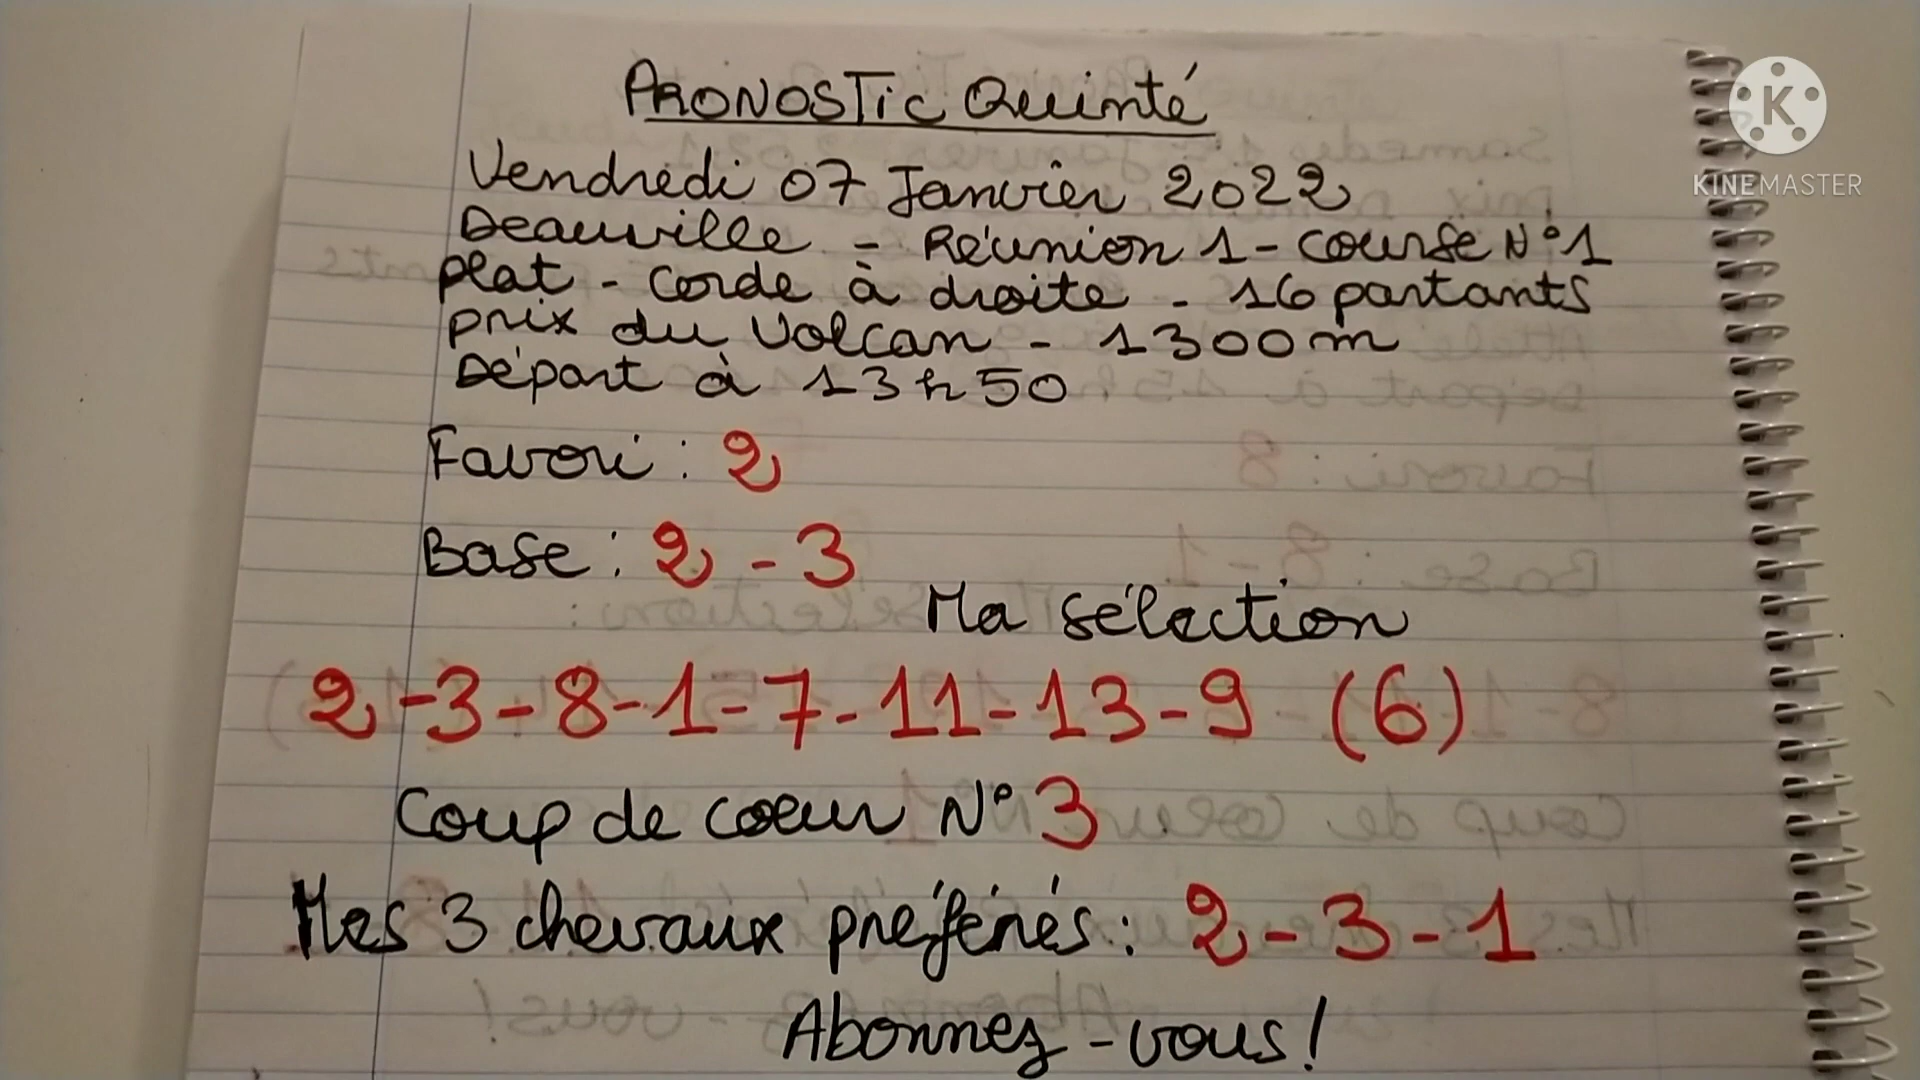 PRONOSTIC Quinté
Vendredi 07 Janvier 2022
Deauville - Réunion 1 - Course N°1
plat - Corde à droite - 16 partants
prix du Volcan - 1300m
Départ à 13h50
Favori : 2
Base : 2 - 3
Ma sélection
2 - 3 - 8 - 1 - 7 - 11 - 13 - 9 (6)
Coup de coeur N° 3
Mes 3 chevaux préférés : 2 - 3 - 1
Abonnez-vous !
K
KINEMASTER